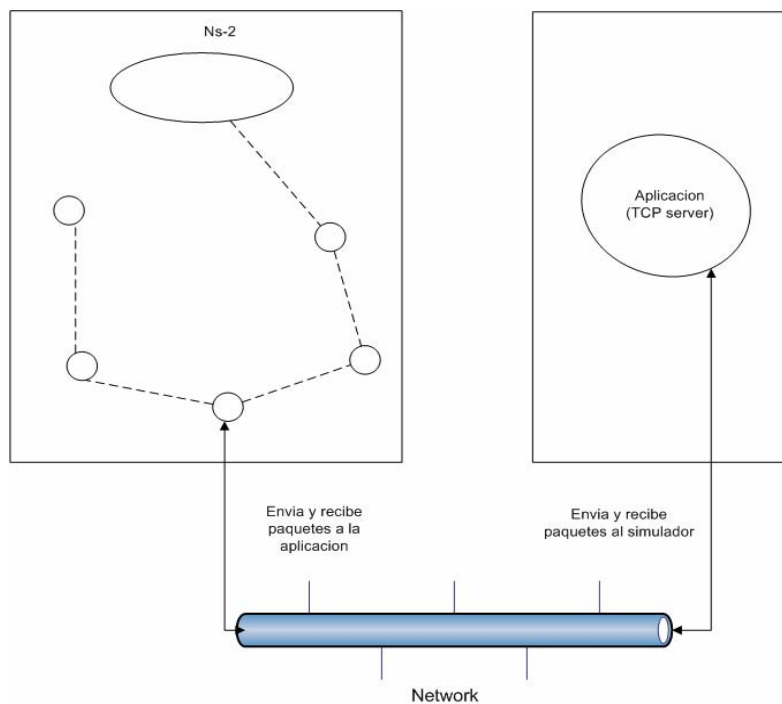 Ns-2
Aplicacion
(TCP server)
Envia y recibe
paquetes a la
aplicacion
Envia y recibe
paquetes al simulador
Network